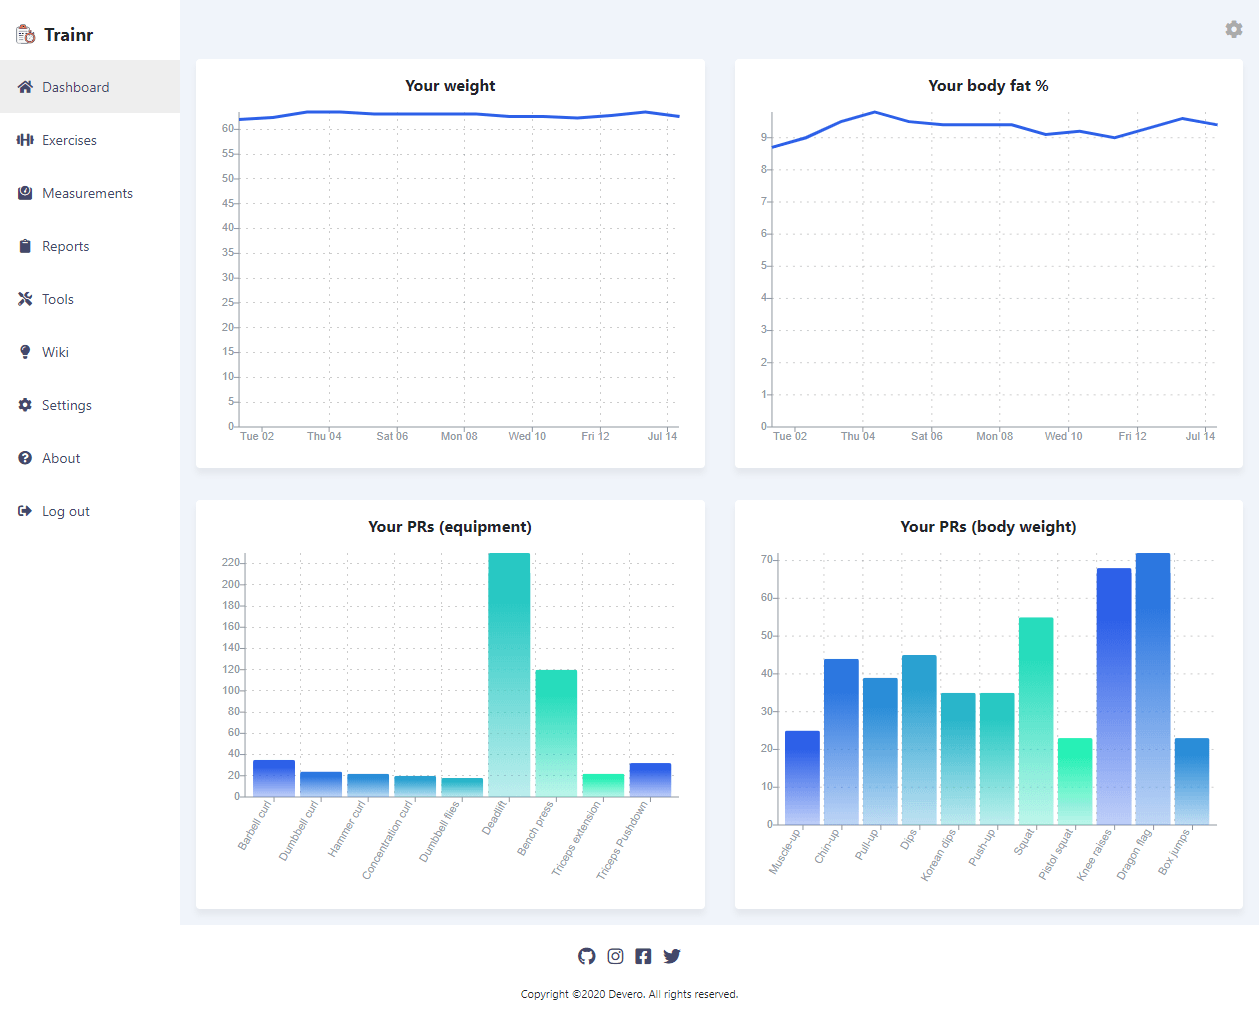 Trainr
Dashboard
Exercises
Measurements
Reports
Tools
Wiki
Settings
About
Log out
Your weight
60
55
50
45
40
35
30
25
20
15
10
5
0
Tue 02 Thu 04 Sat 06 Mon 08 Wed 10 Fri 12 Jul 14
Your body fat %
9
8
7
6
5
4
3
2
1
0
Tue 02 Thu 04 Sat 06 Mon 08 Wed 10 Fri 12 Jul 14
Your PRs (equipment)
220
200
180
160
140
120
100
80
60
40
20
0
Barbell curl
Dumbbell curl
Hammer curl
Concentration curl
Dumbbell flies
Deadlift
Bench press
Triceps extension
Triceps Pushdown
Your PRs (body weight)
70
60
50
40
30
20
10
0
Muscle-up
Chin-up
Pull-up
Dips
Korean dips
Push-up
Squat
Pistol squat
Knee raises
Dragon flag
Box jumps
Copyright ©2020 Devero. All rights reserved.